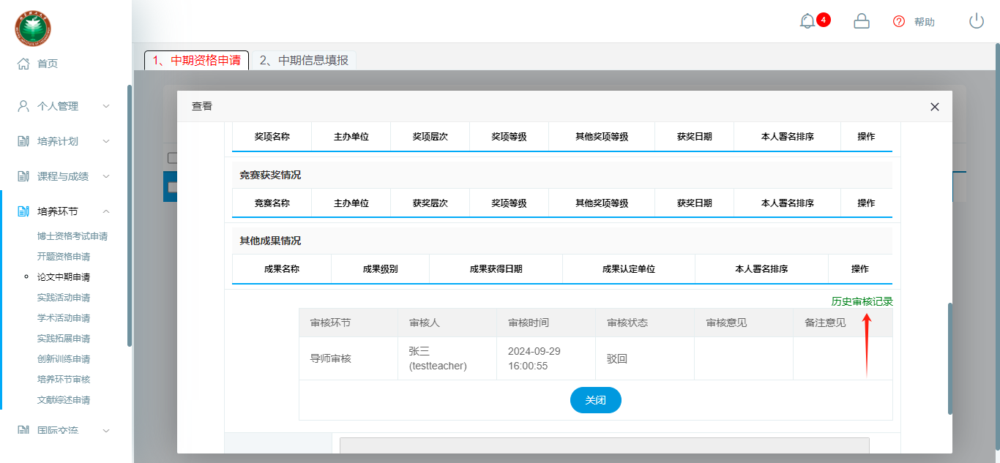 4
帮助
首页
个人管理
培养计划
课程与成绩
培养环节
博士资格考试申请
开题资格申请
论文中期申请
实践活动申请
学术活动申请
实践拓展申请
创新训练申请
培养环节审核
文献综述申请
国际交流
1、中期资格申请 2、中期信息填报
查看
奖项名称 主办单位 奖项层次 奖项等级 其他奖项等级 获奖日期 本人署名排序 操作
竞赛获奖情况
竞赛名称 主办单位 获奖层次 奖项等级 其他奖项等级 获奖日期 本人署名排序 操作
其他成果情况
成果名称 成果级别 成果获得日期 成果认定单位 本人署名排序 操作
历史审核记录
审核环节 审核人 审核时间 审核状态 审核意见 备注意见
导师审核 张三 (testteacher) 2024-09-29 16:00:55 驳回
关闭